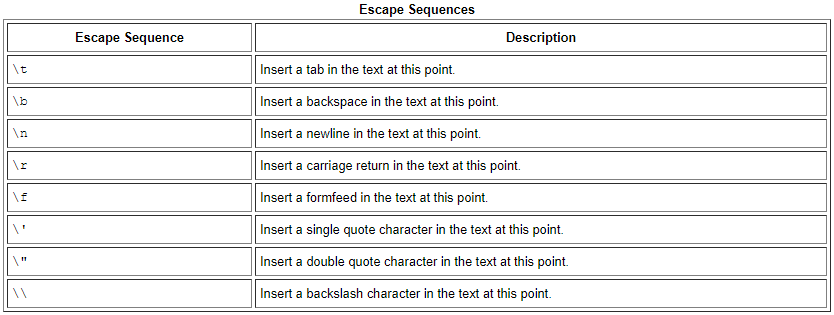 Escape Sequences
Escape Sequence Description
\t Insert a tab in the text at this point.
\b Insert a backspace in the text at this point.
\n Insert a newline in the text at this point.
\r Insert a carriage return in the text at this point.
\f Insert a formfeed in the text at this point.
\' Insert a single quote character in the text at this point.
\" Insert a double quote character in the text at this point.
\\ Insert a backslash character in the text at this point.